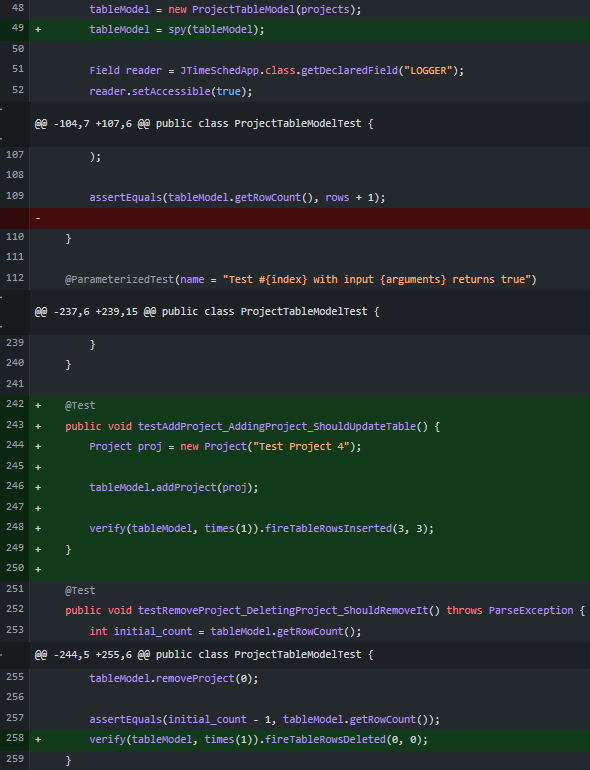 48 tableModel = new ProjectTableModel(projects);
49 + tableModel = spy(tableModel);
50
51 Field reader = JTimeSchedApp.class.getDeclaredField("LOGGER");
52 reader.setAccessible(true);
@@ -104,7 +107,6 @@ public class ProjectTableModelTest {
107 );
108
109 assertEquals(tableModel.getRowCount(), rows + 1);
-
110 }
111
112 @ParameterizedTest(name = "Test #{index} with input {arguments} returns true")
@@ -237,6 +239,15 @@ public class ProjectTableModelTest {
239 }
240 }
241
242 + @Test
243 + public void testAddProject_AddingProject_ShouldUpdateTable() {
244 + Project proj = new Project("Test Project 4");
245 +
246 + tableModel.addProject(proj);
247 +
248 + verify(tableModel, times(1)).fireTableRowsInserted(3, 3);
249 + }
250 +
251 @Test
252 public void testRemoveProject_DeletingProject_ShouldRemoveIt() throws ParseException {
253 int initial_count = tableModel.getRowCount();
@@ -244,5 +255,6 @@ public class ProjectTableModelTest {
255 tableModel.removeProject(0);
256
257 assertEquals(initial_count - 1, tableModel.getRowCount());
258 + verify(tableModel, times(1)).fireTableRowsDeleted(0, 0);
259 }